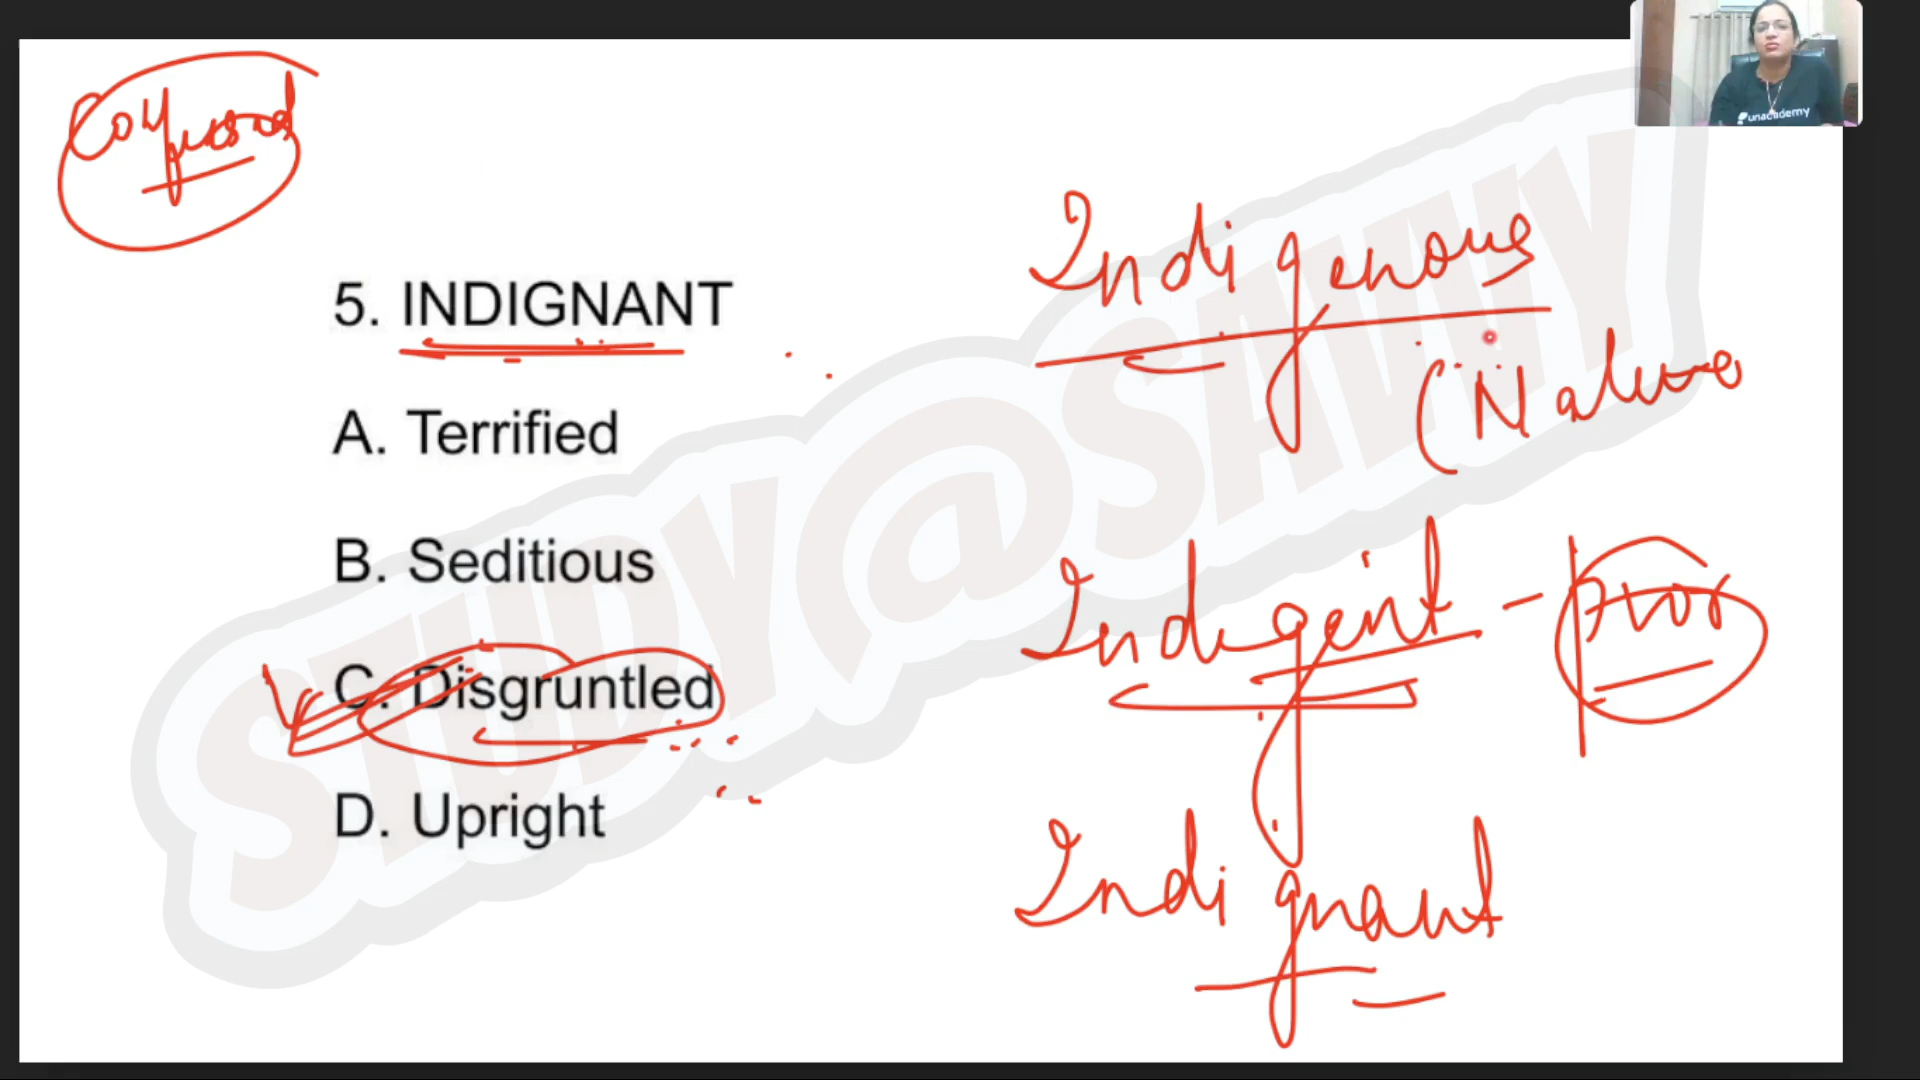 Confused
unacademy
Indigenous
5. INDIGNANT
(Native
A. Terrified
B. Seditious
Indigent - Poor
C. Disgruntled
D. Upright
Indignant
STUDY@SAVVY